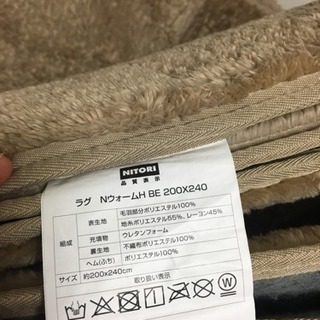 NITORI
品質表示
ラグ NウォームH BE 200X240
組成
表生地
毛羽部分ポリエステル100%
地糸ポリエステル55%、レーヨン45%
充填物
ウレタンフォーム
裏生地
不織布ポリエステル100%
ヘム(ふち)
ポリエステル100%
サイズ
約200x240cm
取り扱い表示